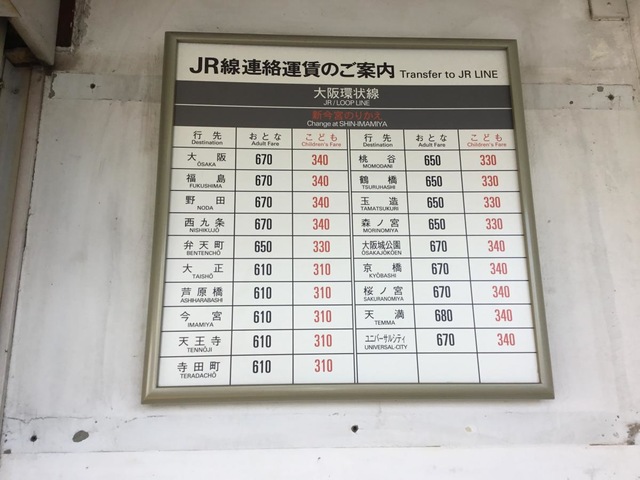 JR線連絡運賃のご案内 Transfer to JR LINE
大阪環状線
JR / LOOP LINE
新今宮のりかえ
Change at SHIN-IMAMIYA
行先 おとな こども 行先 おとな こども
Destination Adult Fare Children's Fare Destination Adult Fare Children's Fare
大阪 670 340 桃谷 650 330
ŌSAKA MOMODANI
福島 670 340 鶴橋 650 330
FUKUSHIMA TSURUHASHI
野田 670 340 玉造 650 330
NODA TAMATSUKURI
西九条 670 340 森ノ宮 650 330
NISHIKUJŌ MORINOMIYA
弁天町 650 330 大阪城公園 670 340
BENTENCHŌ ŌSAKAJŌKŌEN
大正 610 310 京橋 670 340
TAISHŌ KYŌBASHI
芦原橋 610 310 桜ノ宮 670 340
ASHIHARABASHI SAKURANOMIYA
今宮 610 310 天満 680 340
IMAMIYA TEMMA
天王寺 610 310 ユニバーサルシティ 670 340
TENNŌJI UNIVERSAL-CITY
寺田町 610 310
TERADACHŌ